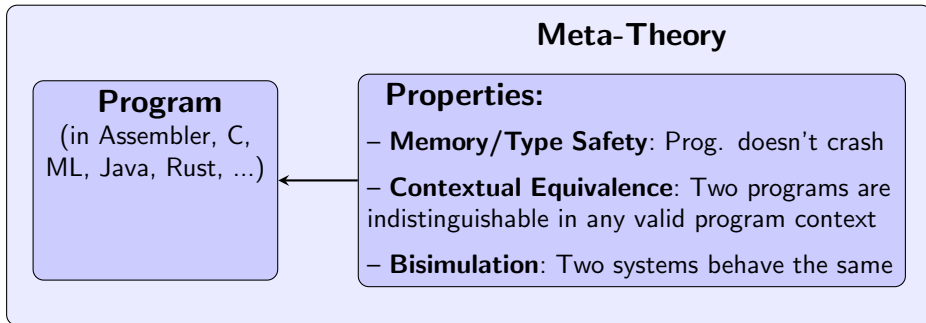 Meta-Theory
Program
(in Assembler, C,
ML, Java, Rust, ...)
Properties:
– Memory/Type Safety: Prog. doesn't crash
– Contextual Equivalence: Two programs are
indistinguishable in any valid program context
– Bisimulation: Two systems behave the same